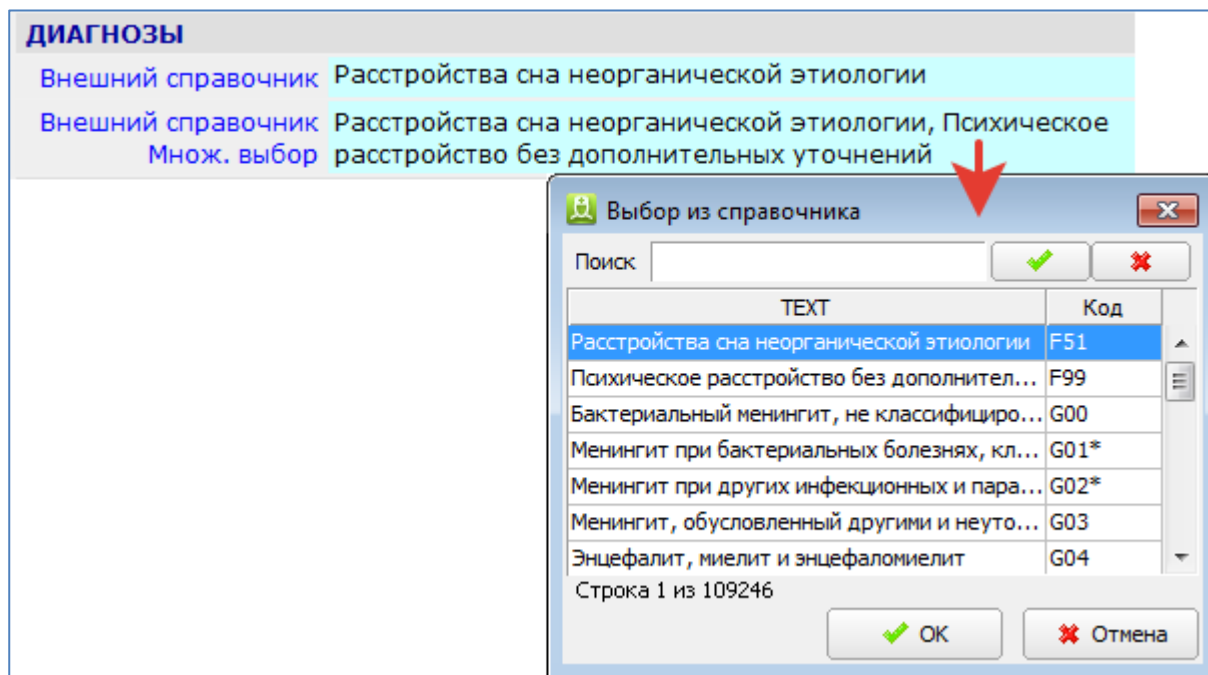 ДИАГНОЗЫ
Внешний справочник Расстройства сна неорганической этиологии
Внешний справочник Расстройства сна неорганической этиологии, Психическое
Множ. выбор расстройство без дополнительных уточнений
Выбор из справочника
Поиск
TEXT Код
Расстройства сна неорганической этиологии F51
Психическое расстройство без дополнител... F99
Бактериальный менингит, не классифициро... G00
Менингит при бактериальных болезнях, кл... G01*
Менингит при других инфекционных и пара... G02*
Менингит, обусловленный другими и неуто... G03
Энцефалит, миелит и энцефаломиелит G04
Строка 1 из 109246
OK Отмена